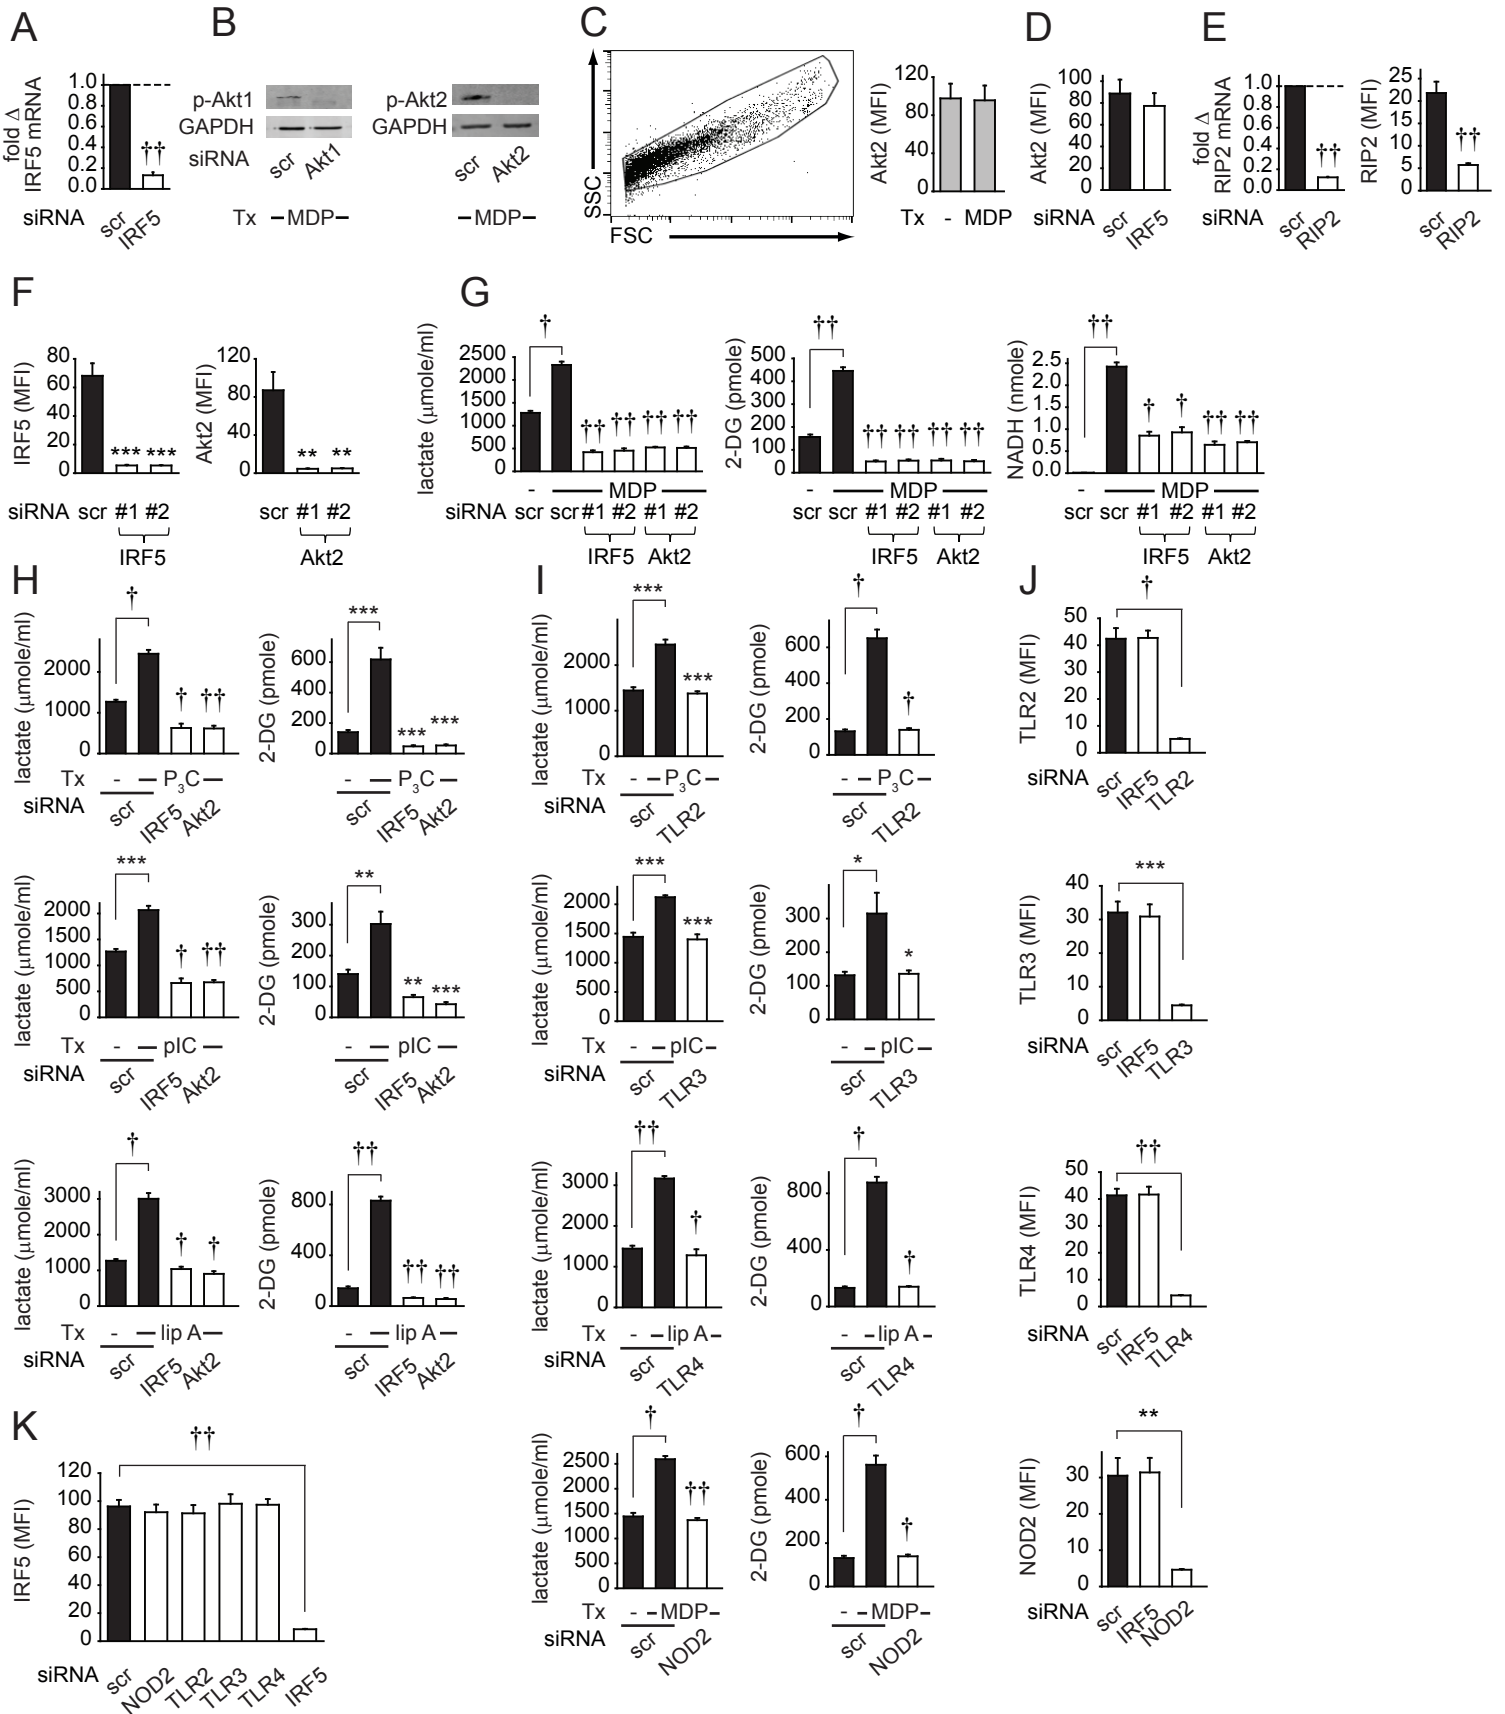 A
fold Δ
IRF5 mRNA
1.0
0.8
0.6
0.4
0.2
0.0
††
siRNA
scr
IRF5
B
p-Akt1
GAPDH
siRNA
scr
Akt1
Tx
– MDP –
p-Akt2
GAPDH
scr
Akt2
– MDP –
C
SSC
FSC
Akt2 (MFI)
120
80
40
0
Tx - MDP
D
Akt2 (MFI)
100
80
60
40
20
0
siRNA
scr
IRF5
E
fold Δ
RIP2 mRNA
1.0
0.8
0.6
0.4
0.2
0.0
††
siRNA
scr
RIP2
RIP2 (MFI)
25
20
15
10
5
0
††
scr
RIP2
F
IRF5 (MFI)
80
60
40
20
0
*** ***
siRNA scr #1 #2
IRF5
Akt2 (MFI)
120
80
40
0
** **
scr #1 #2
Akt2
G
lactate (μmole/ml)
2500
2000
1500
1000
500
0
†
†† †† †† ††
- MDP
siRNA scr scr #1 #2 #1 #2
IRF5 Akt2
2-DG (pmole)
500
400
300
200
100
0
††
†† †† †† ††
- MDP
scr scr #1 #2 #1 #2
IRF5 Akt2
NADH (nmole)
2.5
2.0
1.5
1.0
0.5
0.0
††
† † †† ††
- MDP
scr scr #1 #2 #1 #2
IRF5 Akt2
H
lactate (μmole/ml)
2000
1000
0
†
† ††
Tx - – P3C –
siRNA
scr
IRF5
Akt2
2-DG (pmole)
600
400
200
0
***
*** ***
- – P3C –
scr
IRF5
Akt2
lactate (μmole/ml)
2000
1500
1000
500
0
***
† ††
Tx - – pIC –
siRNA
scr
IRF5
Akt2
2-DG (pmole)
300
200
100
0
**
** ***
- – pIC –
scr
IRF5
Akt2
lactate (μmole/ml)
3000
2000
1000
0
†
† †
Tx - – lip A –
siRNA
scr
IRF5
Akt2
2-DG (pmole)
800
400
0
††
†† ††
- – lip A –
scr
IRF5
Akt2
I
lactate (μmole/ml)
2000
1000
0
***
***
Tx - – P3C –
siRNA
scr
TLR2
2-DG (pmole)
600
400
200
0
†
†
- – P3C –
scr
TLR2
lactate (μmole/ml)
2000
1500
1000
500
0
***
***
Tx - – pIC –
siRNA
scr
TLR3
2-DG (pmole)
300
200
100
0
*
*
- – pIC –
scr
TLR3
lactate (μmole/ml)
3000
2000
1000
0
††
†
Tx - – lip A –
siRNA
scr
TLR4
2-DG (pmole)
800
400
0
†
†
- – lip A –
scr
TLR4
lactate (μmole/ml)
2500
2000
1500
1000
500
0
†
††
Tx - – MDP –
siRNA
scr
NOD2
2-DG (pmole)
600
400
200
0
†
†
- – MDP –
scr
NOD2
J
TLR2 (MFI)
50
40
30
20
10
0
†
siRNA
scr
IRF5
TLR2
TLR3 (MFI)
40
30
20
10
0
***
siRNA
scr
IRF5
TLR3
TLR4 (MFI)
50
40
30
20
10
0
††
siRNA
scr
IRF5
TLR4
NOD2 (MFI)
30
20
10
0
**
siRNA
scr
IRF5
NOD2
K
IRF5 (MFI)
120
100
80
60
40
20
0
††
siRNA
scr
NOD2
TLR2
TLR3
TLR4
IRF5